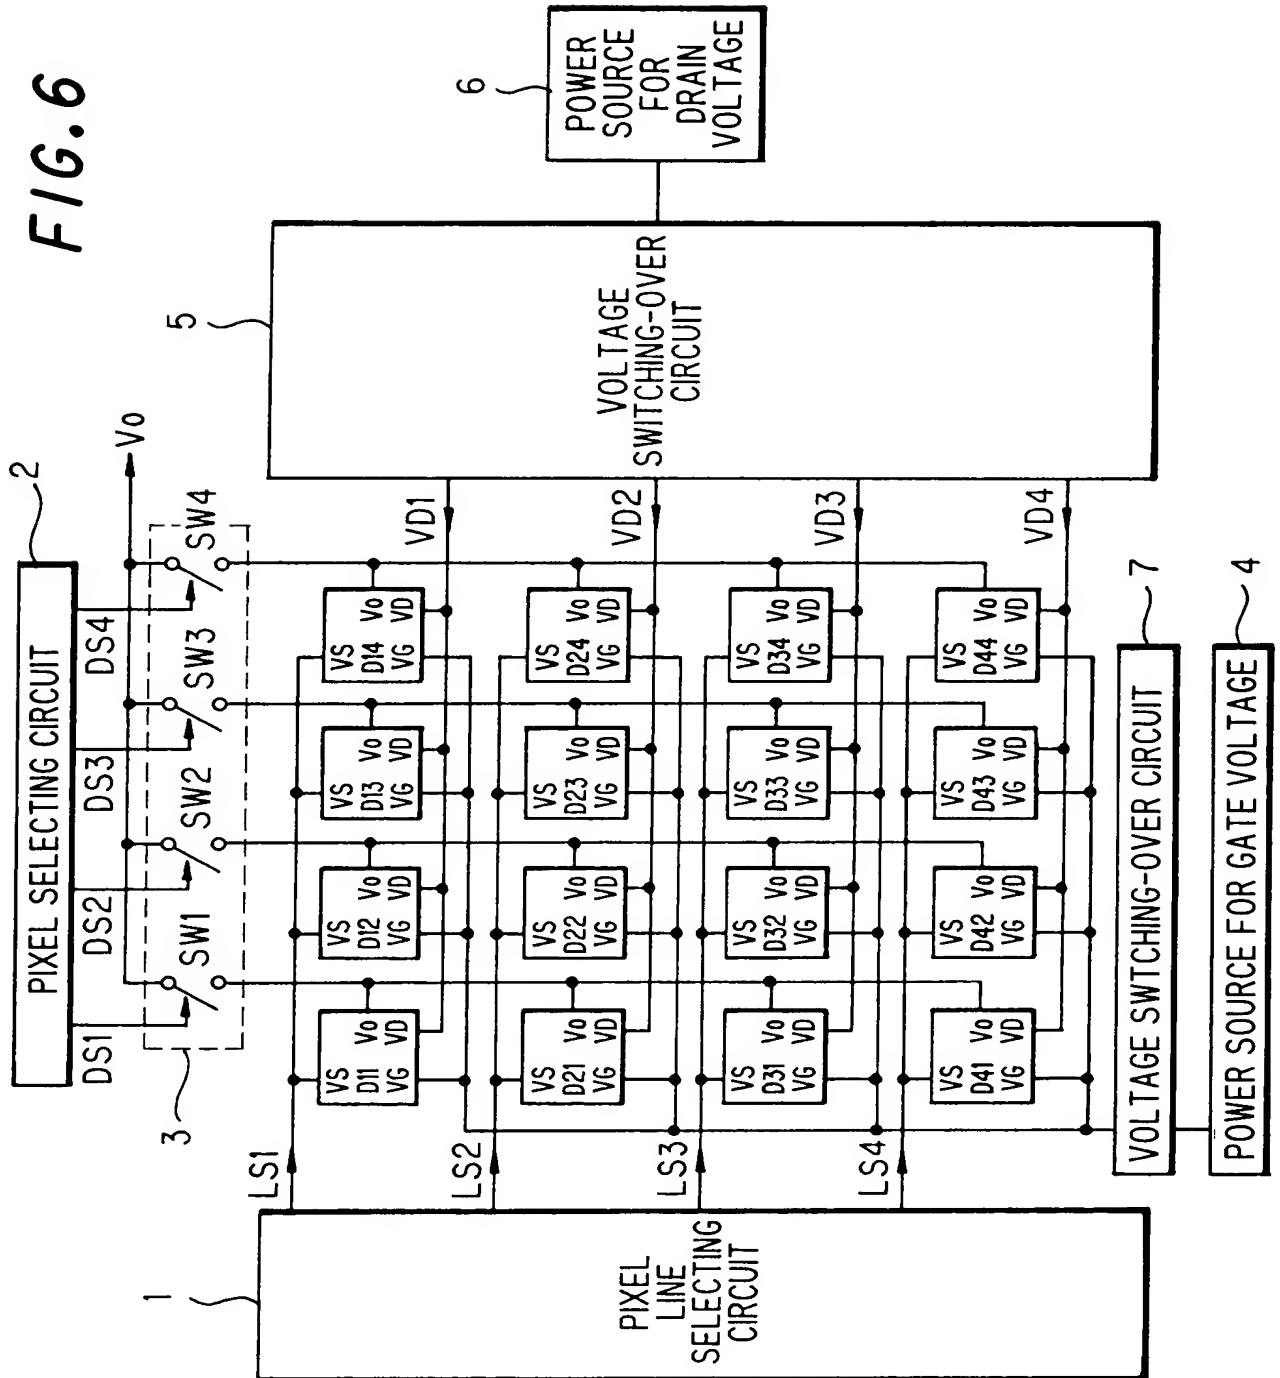 FIG.6
2
PIXEL SELECTING CIRCUIT
DS1
DS2
DS3
DS4
Vo
SW1
SW2
SW3
SW4
3
5
6
POWER
SOURCE
FOR
DRAIN
VOLTAGE
VOLTAGE
SWITCHING-OVER
CIRCUIT
1
PIXEL
LINE
SELECTING
CIRCUIT
LS1
VS
D11 Vo
VG VD
VS
D12 Vo
VG VD
VS
D13 Vo
VG VD
VS
D14 Vo
VG VD
VD1
LS2
VS
D21 Vo
VG VD
VS
D22 Vo
VG VD
VS
D23 Vo
VG VD
VS
D24 Vo
VG VD
VD2
LS3
VS
D31 Vo
VG VD
VS
D32 Vo
VG VD
VS
D33 Vo
VG VD
VS
D34 Vo
VG VD
VD3
LS4
VS
D41 Vo
VG VD
VS
D42 Vo
VG VD
VS
D43 Vo
VG VD
VS
D44 Vo
VG VD
VD4
7
VOLTAGE SWTCHING-OVER CIRCUIT
4
POWER SOURCE FOR GATE VOLTAGE